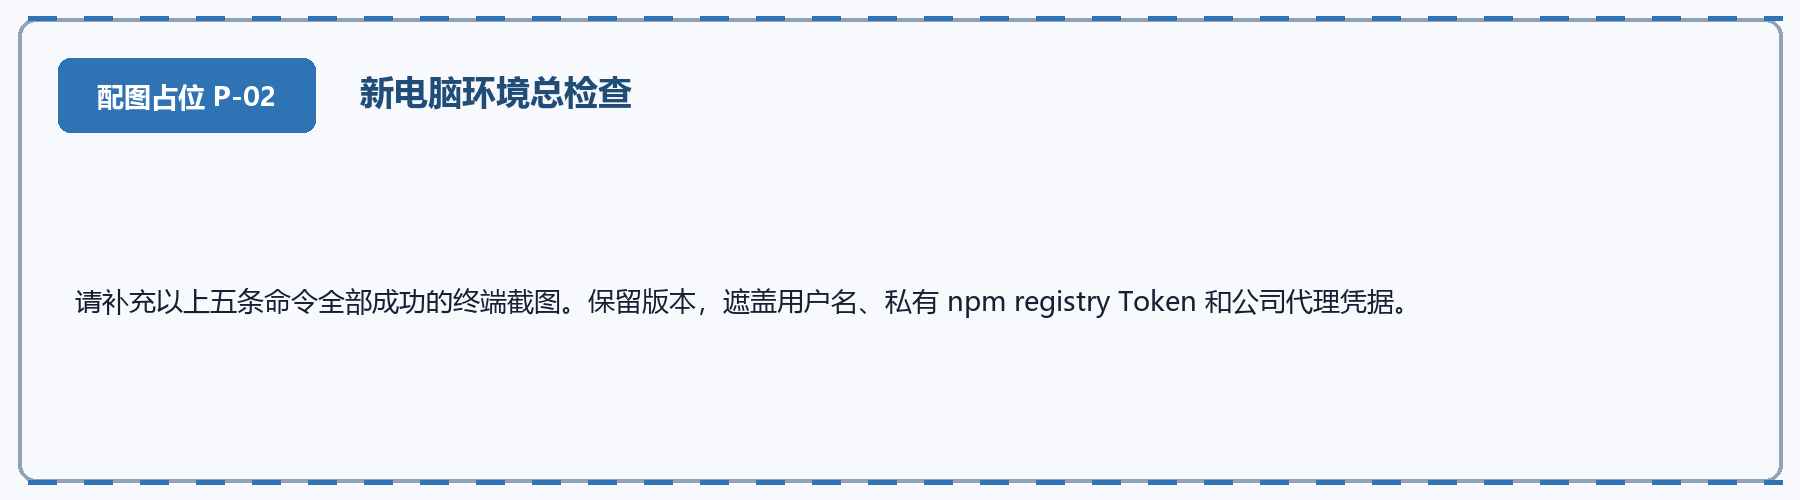 配图占位 P-02
新电脑环境总检查
请补充以上五条命令全部成功的终端截图。保留版本，遮盖用户名、私有 npm registry Token 和公司代理凭据。